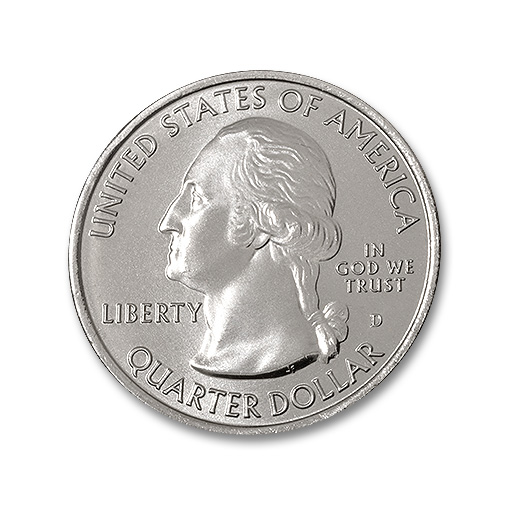 UNITED STATES OF AMERICA
IN
GOD WE
TRUST
LIBERTY
D
QUARTER DOLLAR